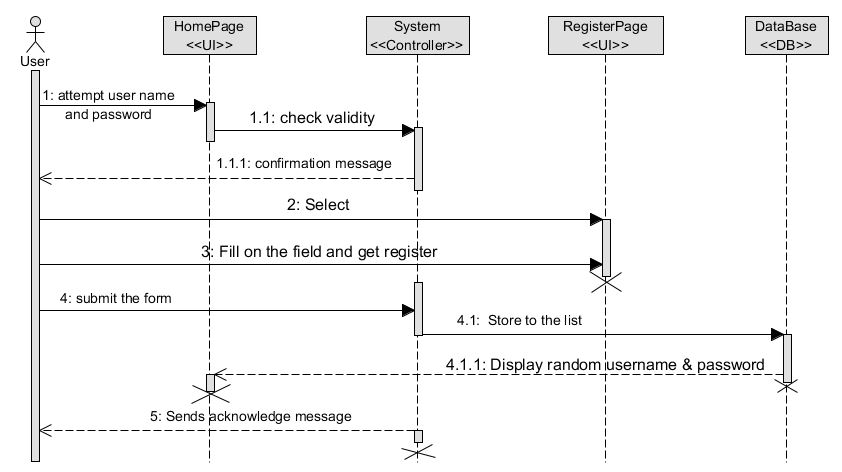 HomePage
<<UI>>
System
<<Controller>>
RegisterPage
<<UI>>
DataBase
<<DB>>
User
1: attempt user name
and password
1.1: check validity
1.1.1: confirmation message
2: Select
3: Fill on the field and get register
4: submit the form
4.1: Store to the list
4.1.1: Display random username & password
5: Sends acknowledge message